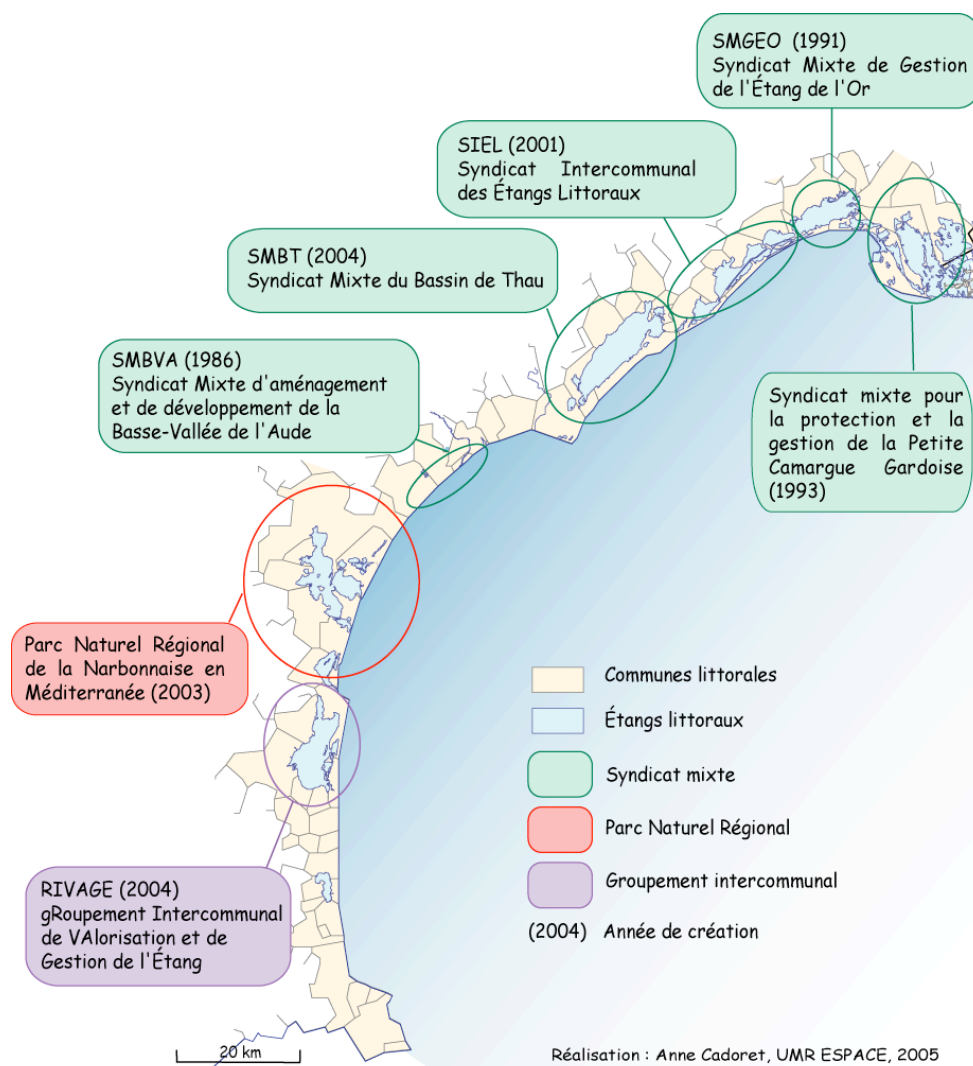 SMGEO (1991)
Syndicat Mixte de Gestion
de l'Étang de l'Or
SIEL (2001)
Syndicat Intercommunal
des Étangs Littoraux
SMBT (2004)
Syndicat Mixte du Bassin de Thau
SMBVA (1986)
Syndicat Mixte d'aménagement
et de développement de la
Basse-Vallée de l'Aude
Syndicat mixte pour
la protection et la
gestion de la Petite
Camargue Gardoise
(1993)
Parc Naturel Régional
de la Narbonnaise en
Méditerranée (2003)
RIVAGE (2004)
gRoupement Intercommunal
de VAlorisation et de
Gestion de l'Étang
Communes littorales
Étangs littoraux
Syndicat mixte
Parc Naturel Régional
Groupement intercommunal
(2004) Année de création
20 km
Réalisation : Anne Cadoret, UMR ESPACE, 2005